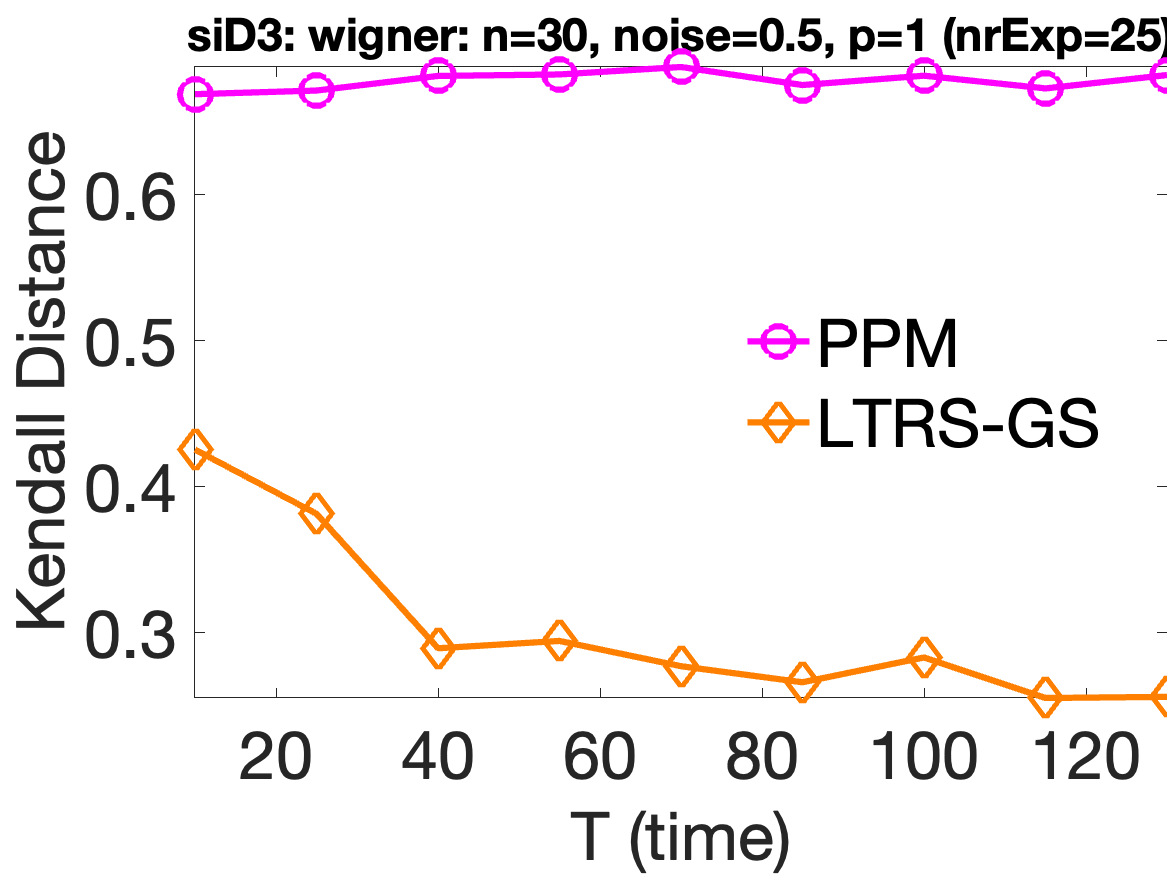 siD3: wigner: n=30, noise=0.5, p=1 (nrExp=25)
Kendall Distance
0.6
0.5
0.4
0.3
PPM
LTRS-GS
20 40 60 80 100 120
T (time)